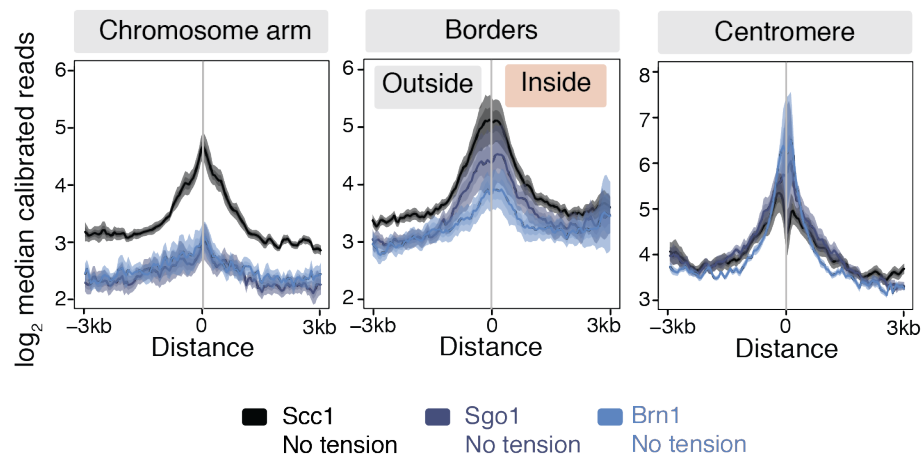 Chromosome arm
Borders
Centromere
log2 median calibrated reads
6
5
4
3
2
−3kb
0
3kb
Distance
Outside
Inside
6
5
4
3
2
−3kb
0
3kb
Distance
8
7
6
5
4
3
−3kb
0
3kb
Distance
Scc1
No tension
Sgo1
No tension
Brn1
No tension